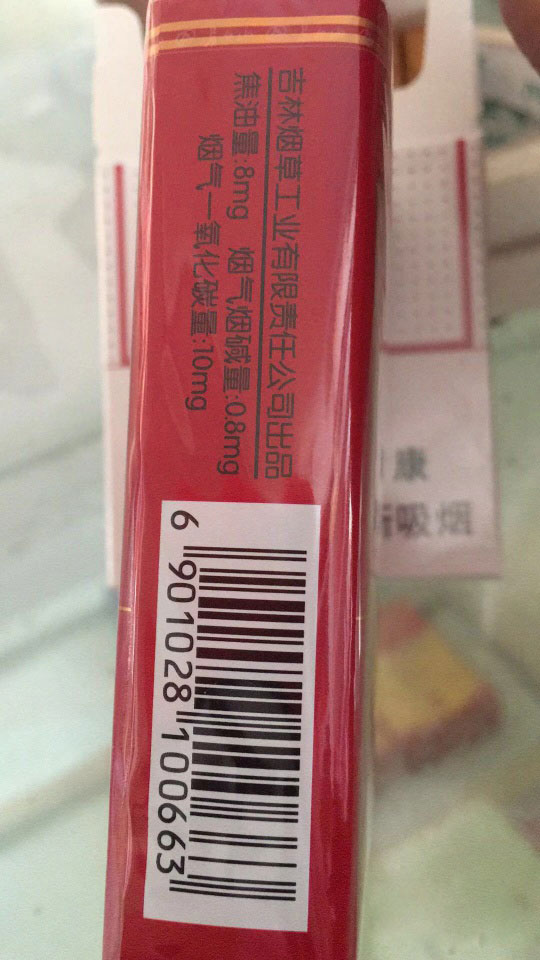 吉林烟草工业有限责任公司出品
焦油量:8mg 烟气烟碱量:0.8mg
烟气一氧化碳量:10mg
6 901028 100663
康
吸烟